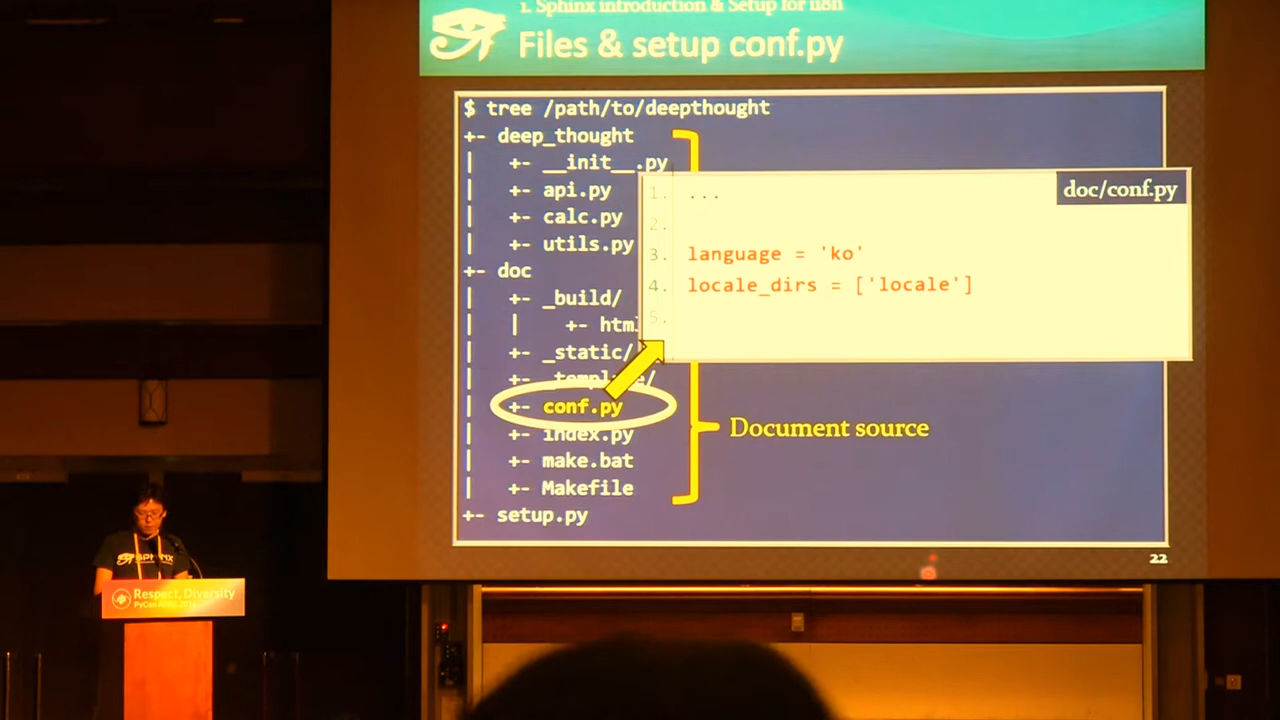 1. Sphinx introduction & Setup for i18n
Files & setup conf.py
$ tree /path/to/deepthought
+- deep_thought
| +- __init__.py
| +- api.py
| +- calc.py
| +- utils.py
+- doc
| +- _build/
| | +- html
| +- _static/
| +- _template/
| +- conf.py
| +- index.py
| +- make.bat
| +- Makefile
+- setup.py
doc/conf.py
1. ...
2.
3. language = 'ko'
4. locale_dirs = ['locale']
5.
Document source
22
SPHINX
Respect, Diversity